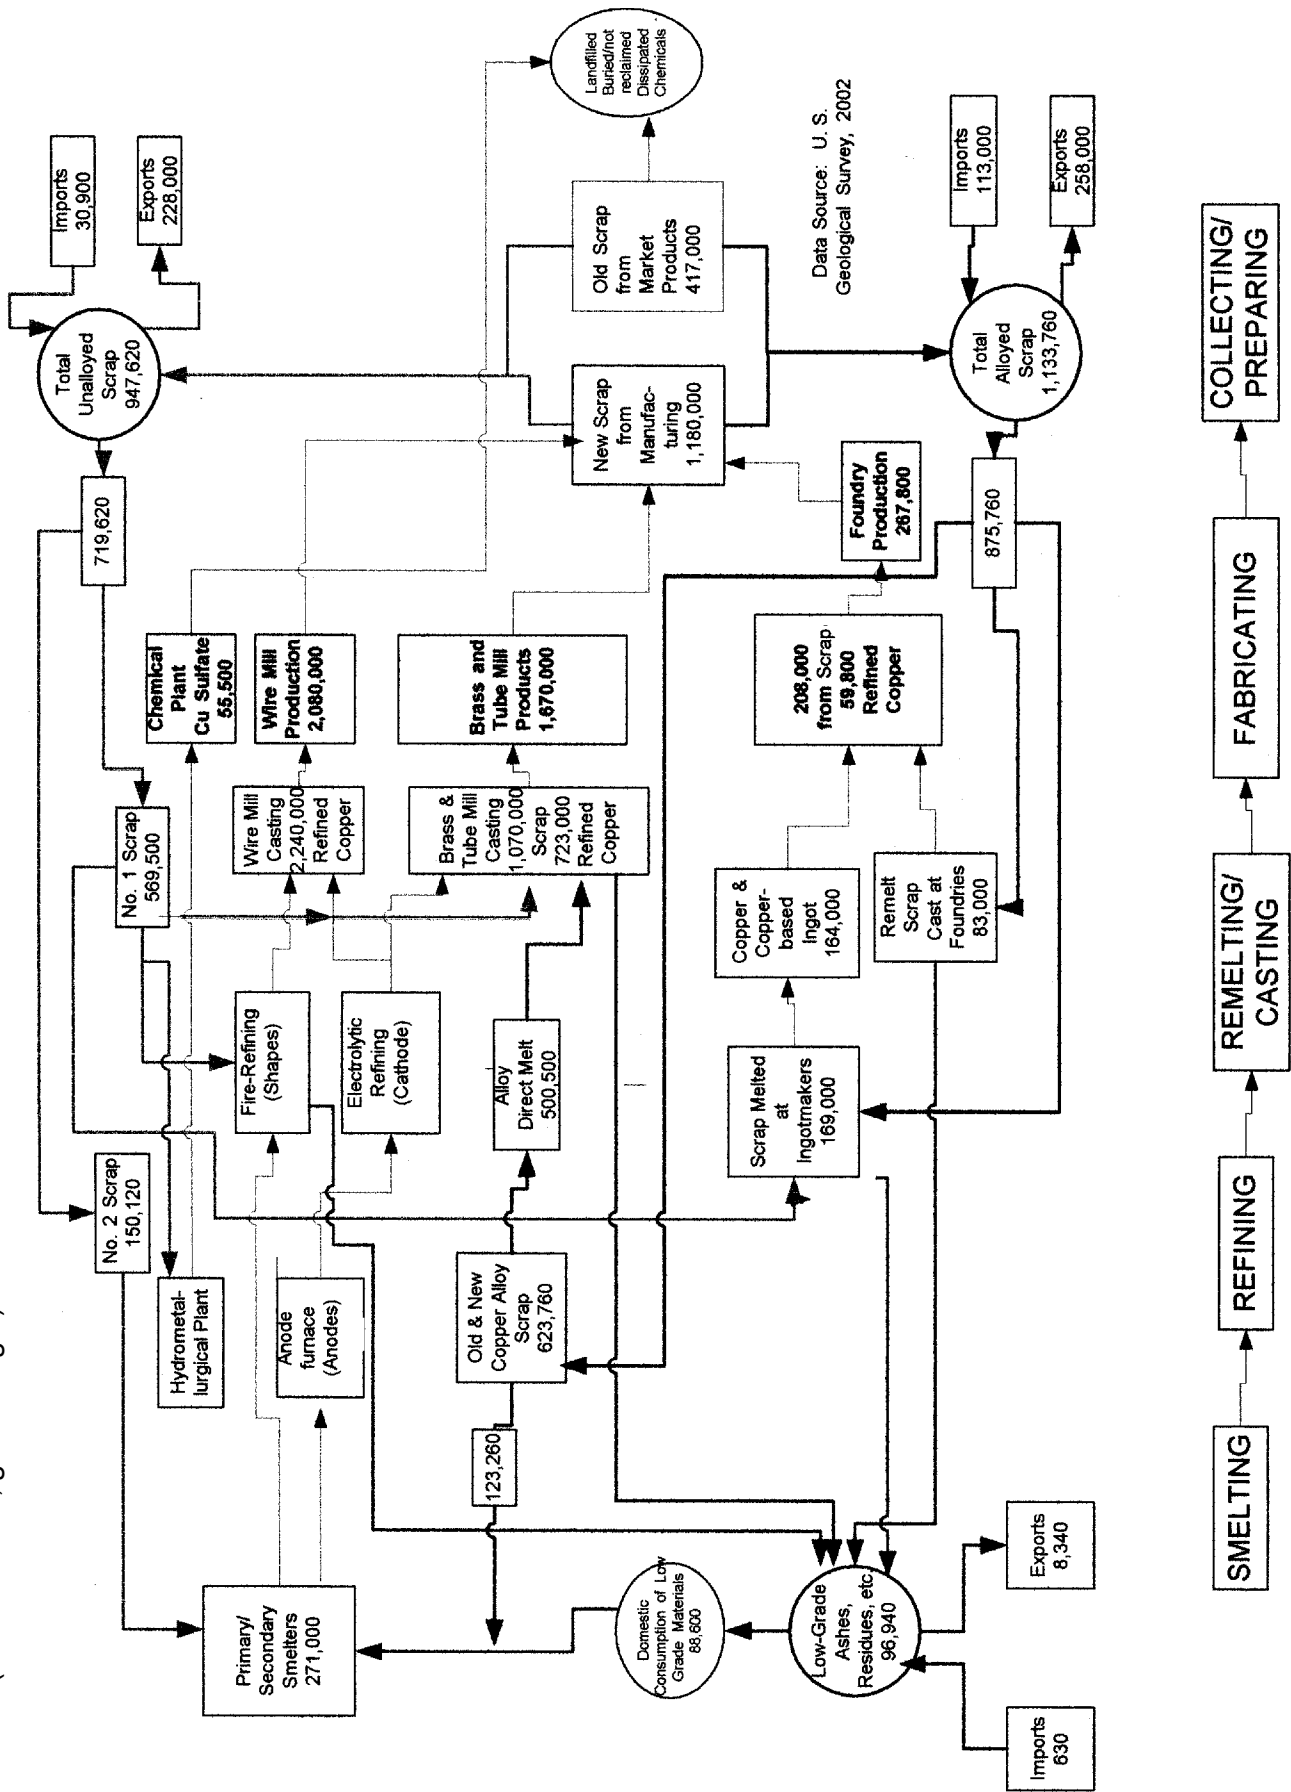 Imports
30,900
Exports
228,000
Total
Unalloyed
Scrap
947,620
719,620
No. 2 Scrap
150,120
No. 1 Scrap
569,500
Chemical
Plant
Cu Sulfate
55,500
Hydrometal-
lurgical Plant
Primary/
Secondary
Smelters
271,000
Fire-Refining
(Shapes)
Wire Mill
Casting
2,240,000
Refined
Copper
Wire Mill
Production
2,080,000
Anode
furnace
(Anodes)
Electrolytic
Refining
(Cathode)
Brass &
Tube Mill
Casting
1,070,000
Scrap
723,000
Refined
Copper
Brass and
Tube Mill
Products
1,670,000
Old & New
Copper Alloy
Scrap
623,760
123,260
Alloy
Direct Melt
500,500
New Scrap
from
Manufac-
turing
1,180,000
Old Scrap
from
Market
Products
417,000
Landfilled
Buried/not
reclaimed
Dissipated
Chemicals
Domestic
Consumption of Low
Grade Materials
88,600
Low-Grade
Ashes,
Residues, etc.
96,940
Scrap Melted
at
Ingotmakers
169,000
Copper &
Copper-
based
Ingot
164,000
208,000
from Scrap
59,800
Refined
Copper
Remelt
Scrap
Cast at
Foundries
83,000
Foundry
Production
267,800
Data Source: U. S.
Geological Survey, 2002
875,760
Total
Alloyed
Scrap
1,133,760
Imports
113,000
Exports
258,000
Imports
630
Exports
8,340
SMELTING
REFINING
REMELTING/
CASTING
FABRICATING
COLLECTING/
PREPARING